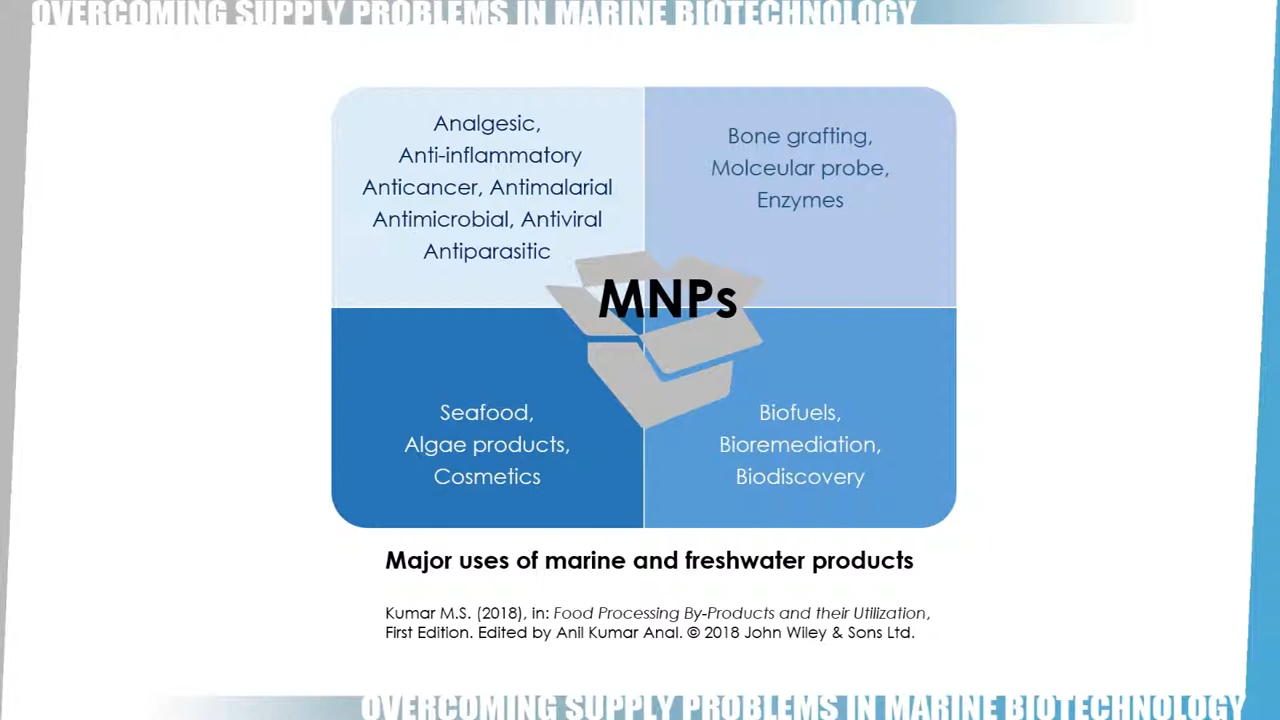 OVERCOMING SUPPLY PROBLEMS IN MARINE BIOTECHNOLOGY
Analgesic,
Anti-inflammatory
Anticancer, Antimalarial
Antimicrobial, Antiviral
Antiparasitic
Bone grafting,
Molceular probe,
Enzymes
MNPs
Seafood,
Algae products,
Cosmetics
Biofuels,
Bioremediation,
Biodiscovery
Major uses of marine and freshwater products
Kumar M.S. (2018), in: Food Processing By-Products and their Utilization,
First Edition. Edited by Anil Kumar Anal. © 2018 John Wiley & Sons Ltd.
OVERCOMING SUPPLY PROBLEMS IN MARINE BIOTECHNOLOGY